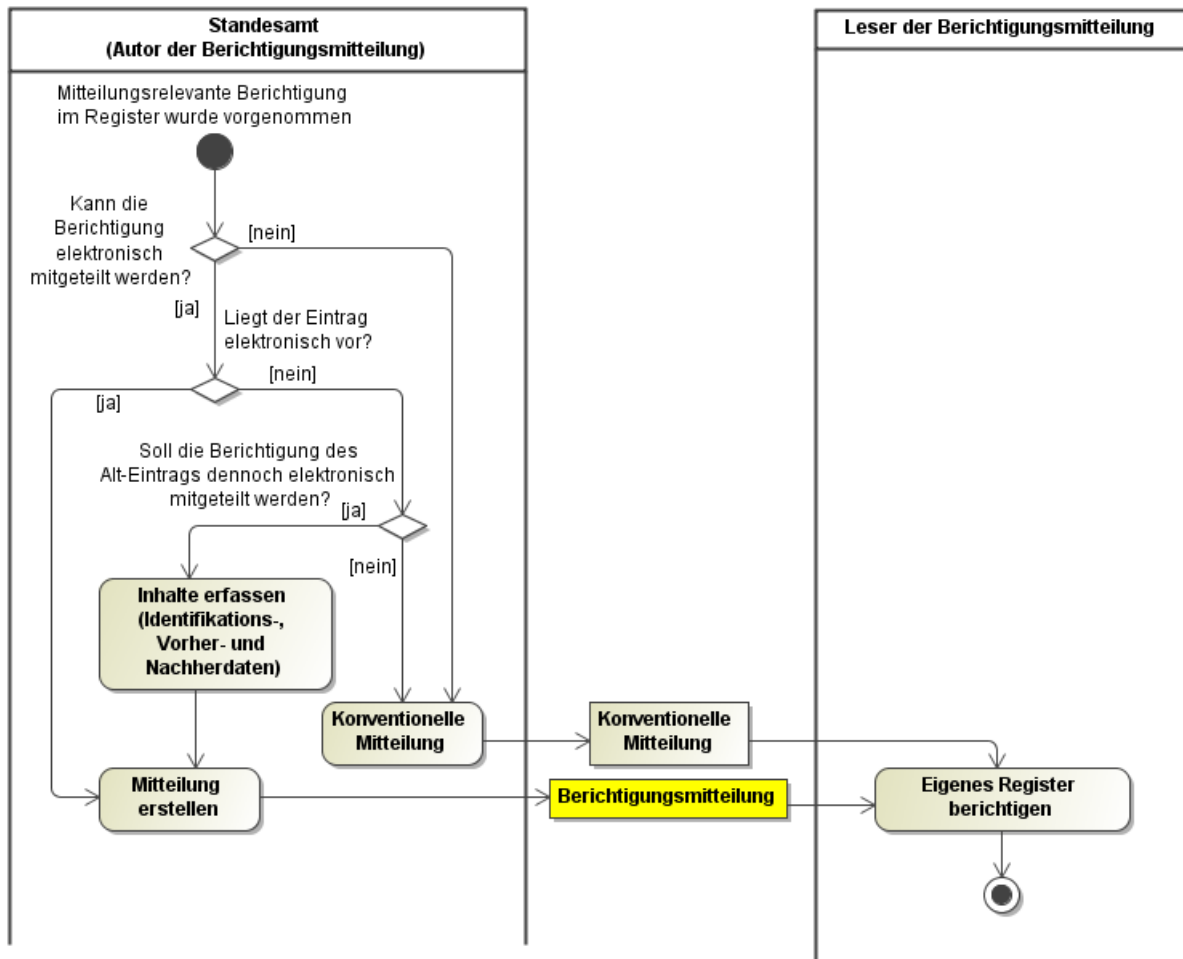 Standesamt
(Autor der Berichtigungsmitteilung)
Leser der Berichtigungsmitteilung
Mitteilungsrelevante Berichtigung
im Register wurde vorgenommen
Kann die
Berichtigung
elektronisch
mitgeteilt werden?
[nein]
[ja]
Liegt der Eintrag
elektronisch vor?
[nein]
[ja]
Soll die Berichtigung des
Alt-Eintrags dennoch elektronisch
mitgeteilt werden?
[ja]
[nein]
Inhalte erfassen
(Identifikations-,
Vorher- und
Nachherdaten)
Konventionelle
Mitteilung
Konventionelle
Mitteilung
Mitteilung
erstellen
Berichtigungsmitteilung
Eigenes Register
berichtigen